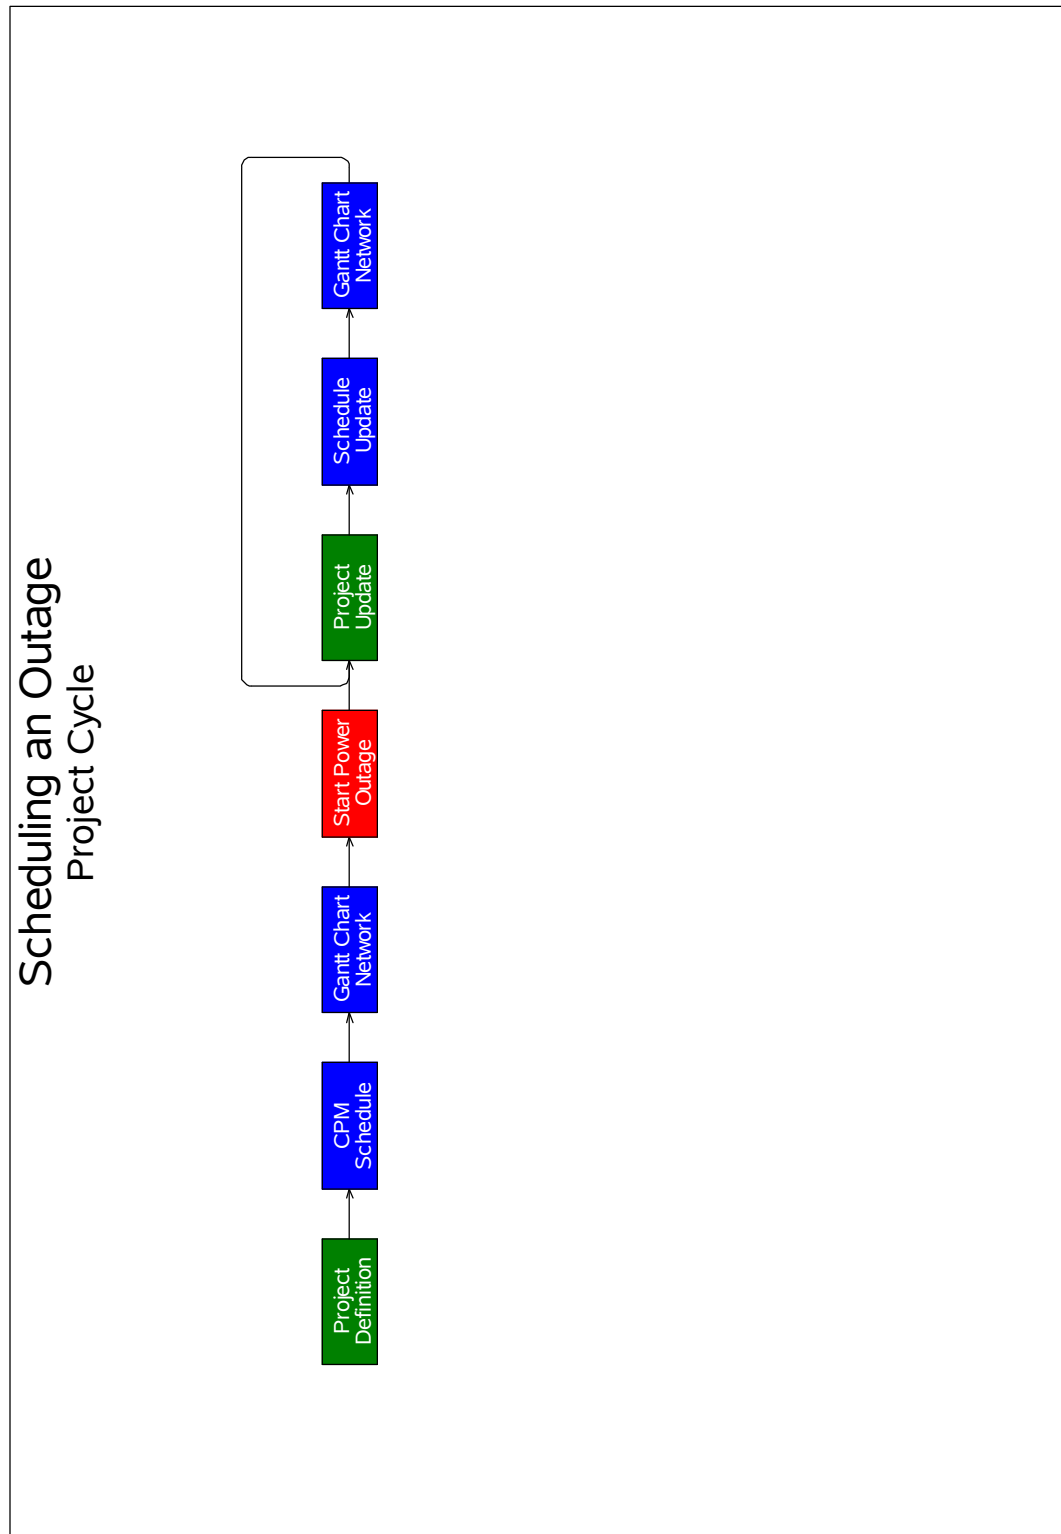 Scheduling an Outage
Project Cycle
Project
Definition
CPM
Schedule
Gantt Chart
Network
Start Power
Outage
Project
Update
Schedule
Update
Gantt Chart
Network